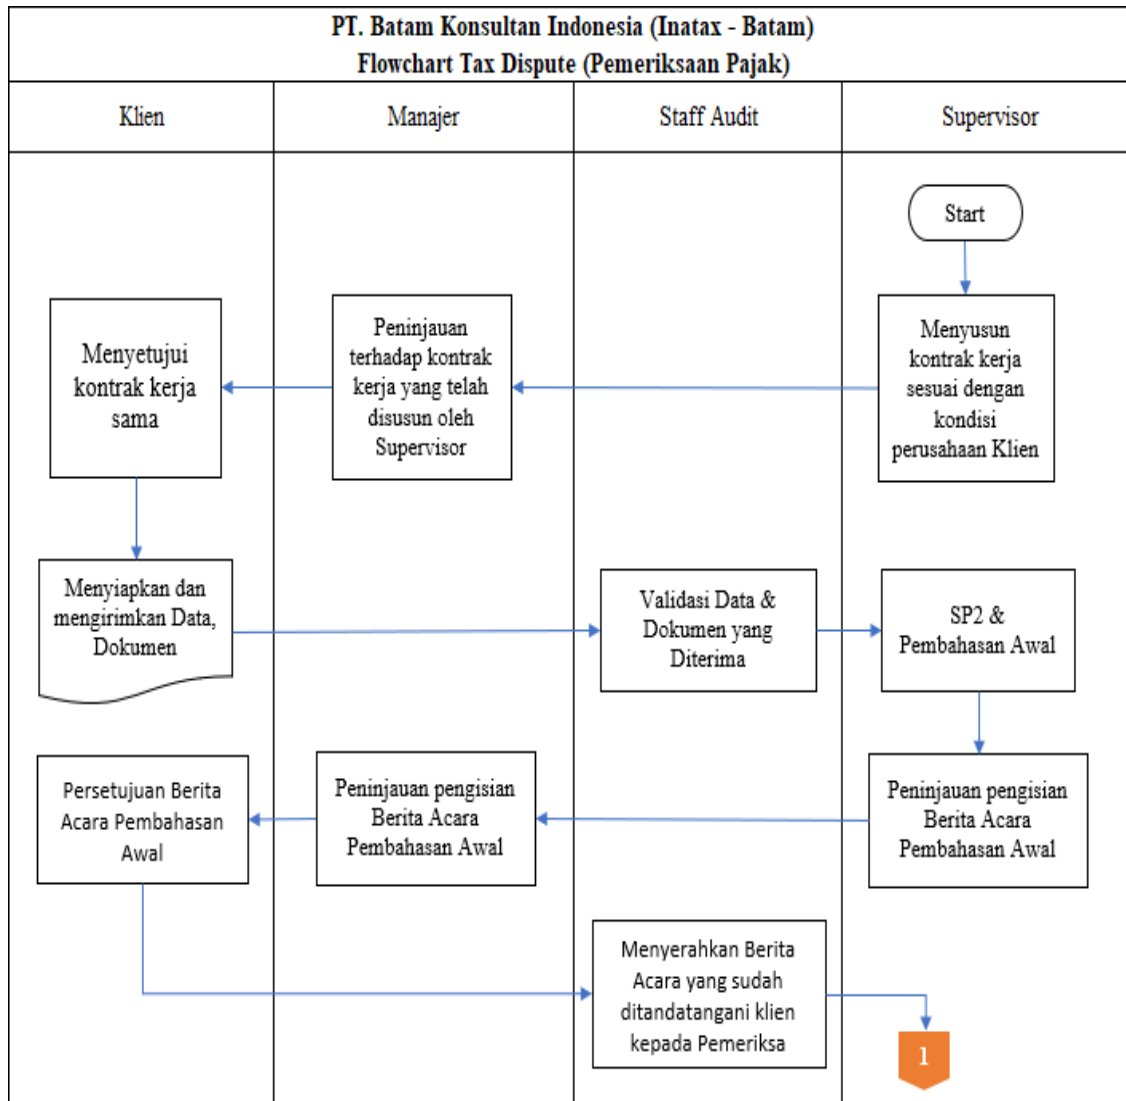 PT. Batam Konsultan Indonesia (Inatax - Batam)
Flowchart Tax Dispute (Pemeriksaan Pajak)
Klien
Manajer
Staff Audit
Supervisor
Start
Menyetujui
kontrak kerja
sama
Peninjauan
terhadap kontrak
kerja yang telah
disusun oleh
Supervisor
Menyusun
kontrak kerja
sesuai dengan
kondisi
perusahaan Klien
Menyiapkan dan
mengirimkan Data,
Dokumen
Validasi Data &
Dokumen yang
Diterima
SP2 &
Pembahasan Awal
Persetujuan Berita
Acara Pembahasan
Awal
Peninjauan pengisian
Berita Acara
Pembahasan Awal
Peninjauan pengisian
Berita Acara
Pembahasan Awal
Menyerahkan Berita
Acara yang sudah
ditandatangani klien
kepada Pemeriksa
1